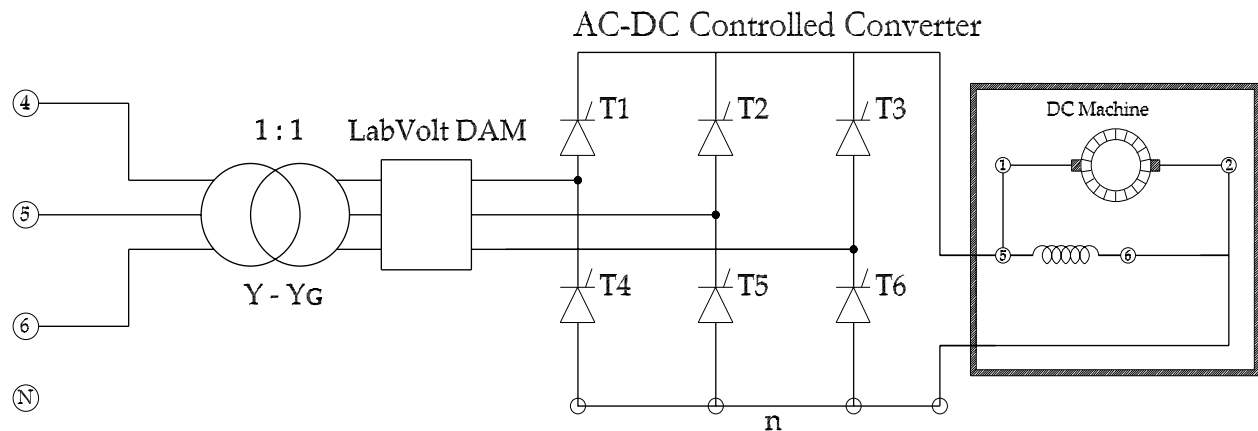 AC-DC Controlled Converter
4
1 : 1
LabVolt DAM
T1
T2
T3
DC Machine
1
2
5
5
6
Y - YG
T4
T5
T6
6
N
n